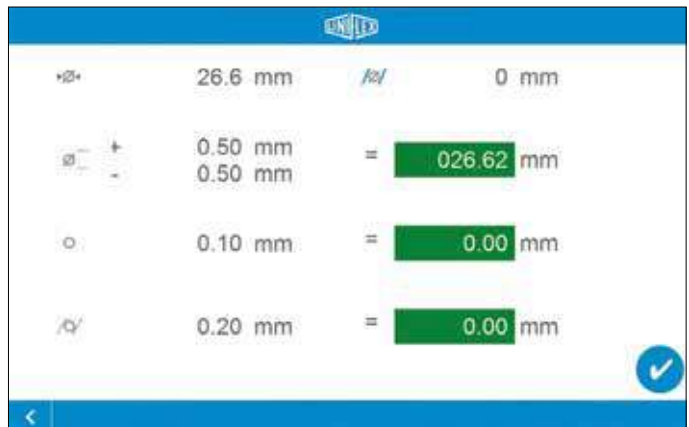 UNIFLEX
26.6 mm 0 mm
+ 0.50 mm = 026.62 mm
- 0.50 mm
0.10 mm = 0.00 mm
0.20 mm = 0.00 mm